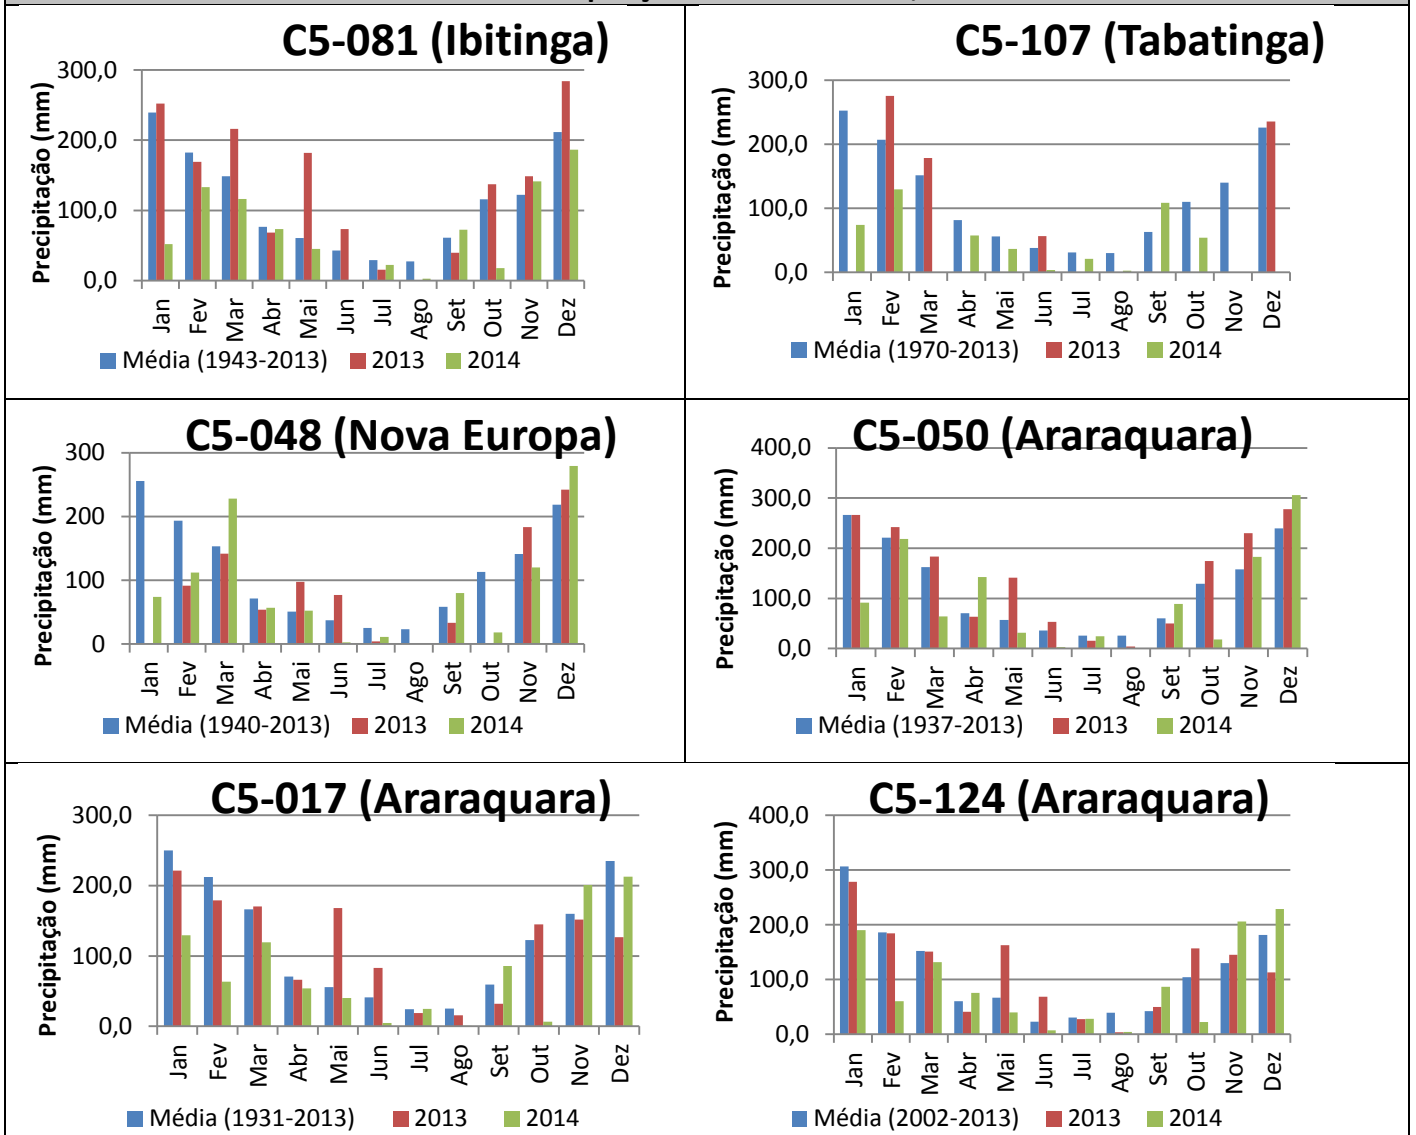 C5-081 (Ibitinga)
Precipitação (mm)
300,0
200,0
100,0
0,0
Jan Fev Mar Abr Mai Jun Jul Ago Set Out Nov Dez
Média (1943-2013) 2013 2014
C5-107 (Tabatinga)
Precipitação (mm)
300,0
200,0
100,0
0,0
Jan Fev Mar Abr Mai Jun Jul Ago Set Out Nov Dez
Média (1970-2013) 2013 2014
C5-048 (Nova Europa)
Precipitação (mm)
300
200
100
0
Jan Fev Mar Abr Mai Jun Jul Ago Set Out Nov Dez
Média (1940-2013) 2013 2014
C5-050 (Araraquara)
Precipitação (mm)
400,0
300,0
200,0
100,0
0,0
Jan Fev Mar Abr Mai Jun Jul Ago Set Out Nov Dez
Média (1937-2013) 2013 2014
C5-017 (Araraquara)
Precipitação (mm)
300,0
200,0
100,0
0,0
Jan Fev Mar Abr Mai Jun Jul Ago Set Out Nov Dez
Média (1931-2013) 2013 2014
C5-124 (Araraquara)
Precipitação (mm)
400,0
300,0
200,0
100,0
0,0
Jan Fev Mar Abr Mai Jun Jul Ago Set Out Nov Dez
Média (2002-2013) 2013 2014